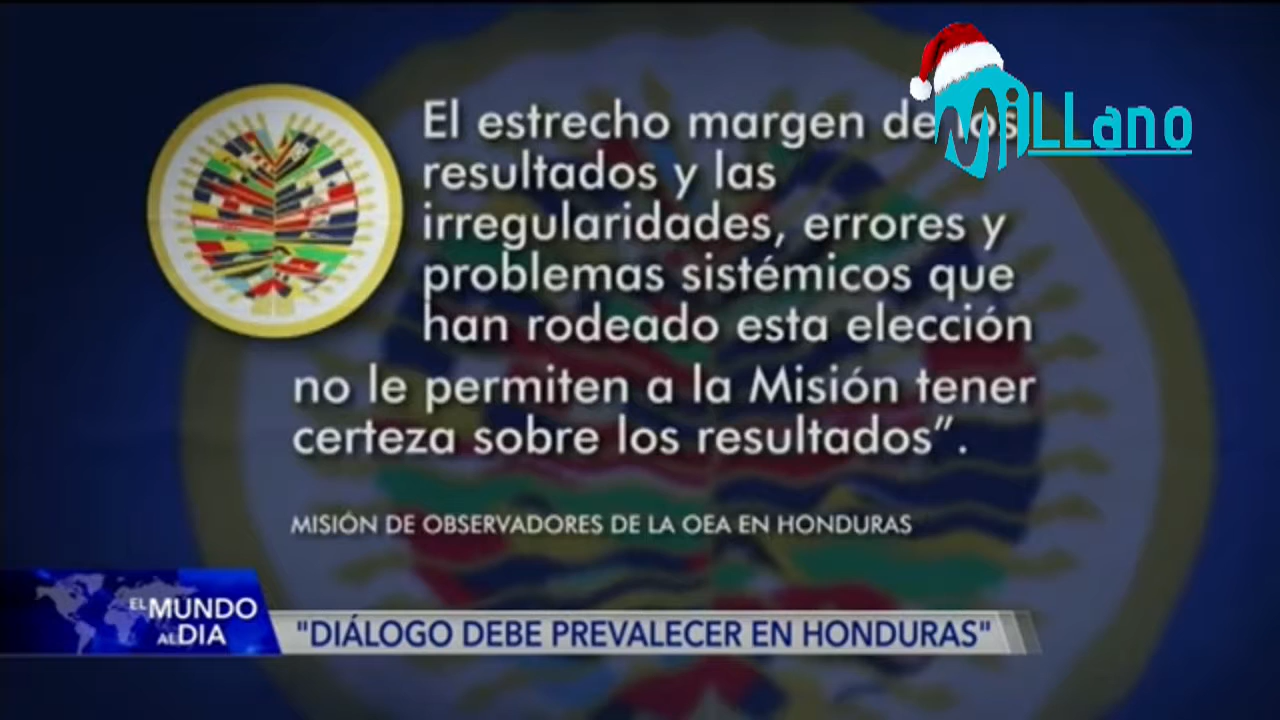 El estrecho margen de los
resultados y las
irregularidades, errores y
problemas sistémicos que
han rodeado esta elección
no le permiten a la Misión tener
certeza sobre los resultados”.
MISIÓN DE OBSERVADORES DE LA OEA EN HONDURAS
MiLLano
EL MUNDO
AL DIA
"DIÁLOGO DEBE PREVALECER EN HONDURAS"